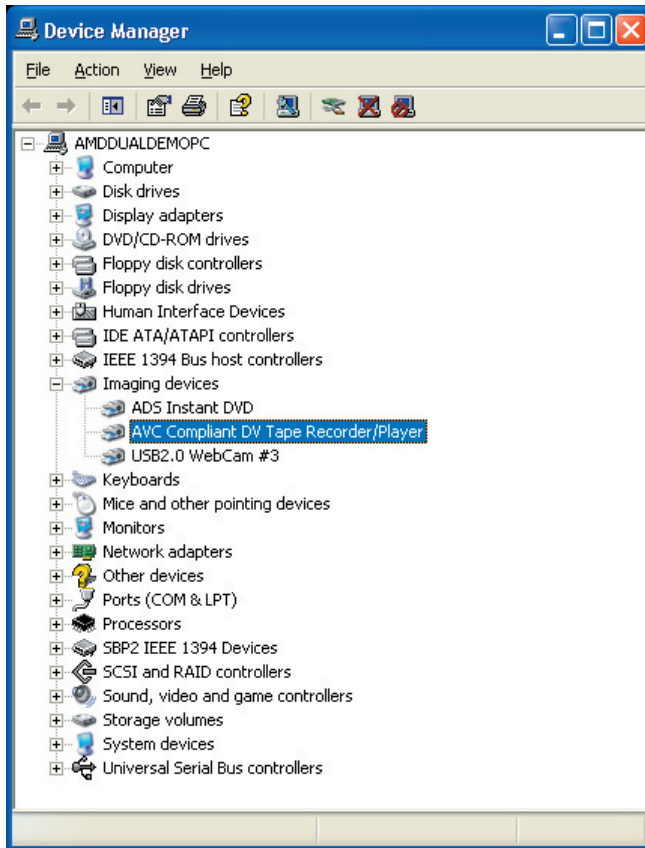 Device Manager
File Action View Help
AMDDUALDEMOPC
Computer
Disk drives
Display adapters
DVD/CD-ROM drives
Floppy disk controllers
Floppy disk drives
Human Interface Devices
IDE ATA/ATAPI controllers
IEEE 1394 Bus host controllers
Imaging devices
ADS Instant DVD
AVC Compliant DV Tape Recorder/Player
USB2.0 WebCam #3
Keyboards
Mice and other pointing devices
Monitors
Network adapters
Other devices
Ports (COM & LPT)
Processors
SBP2 IEEE 1394 Devices
SCSI and RAID controllers
Sound, video and game controllers
Storage volumes
System devices
Universal Serial Bus controllers